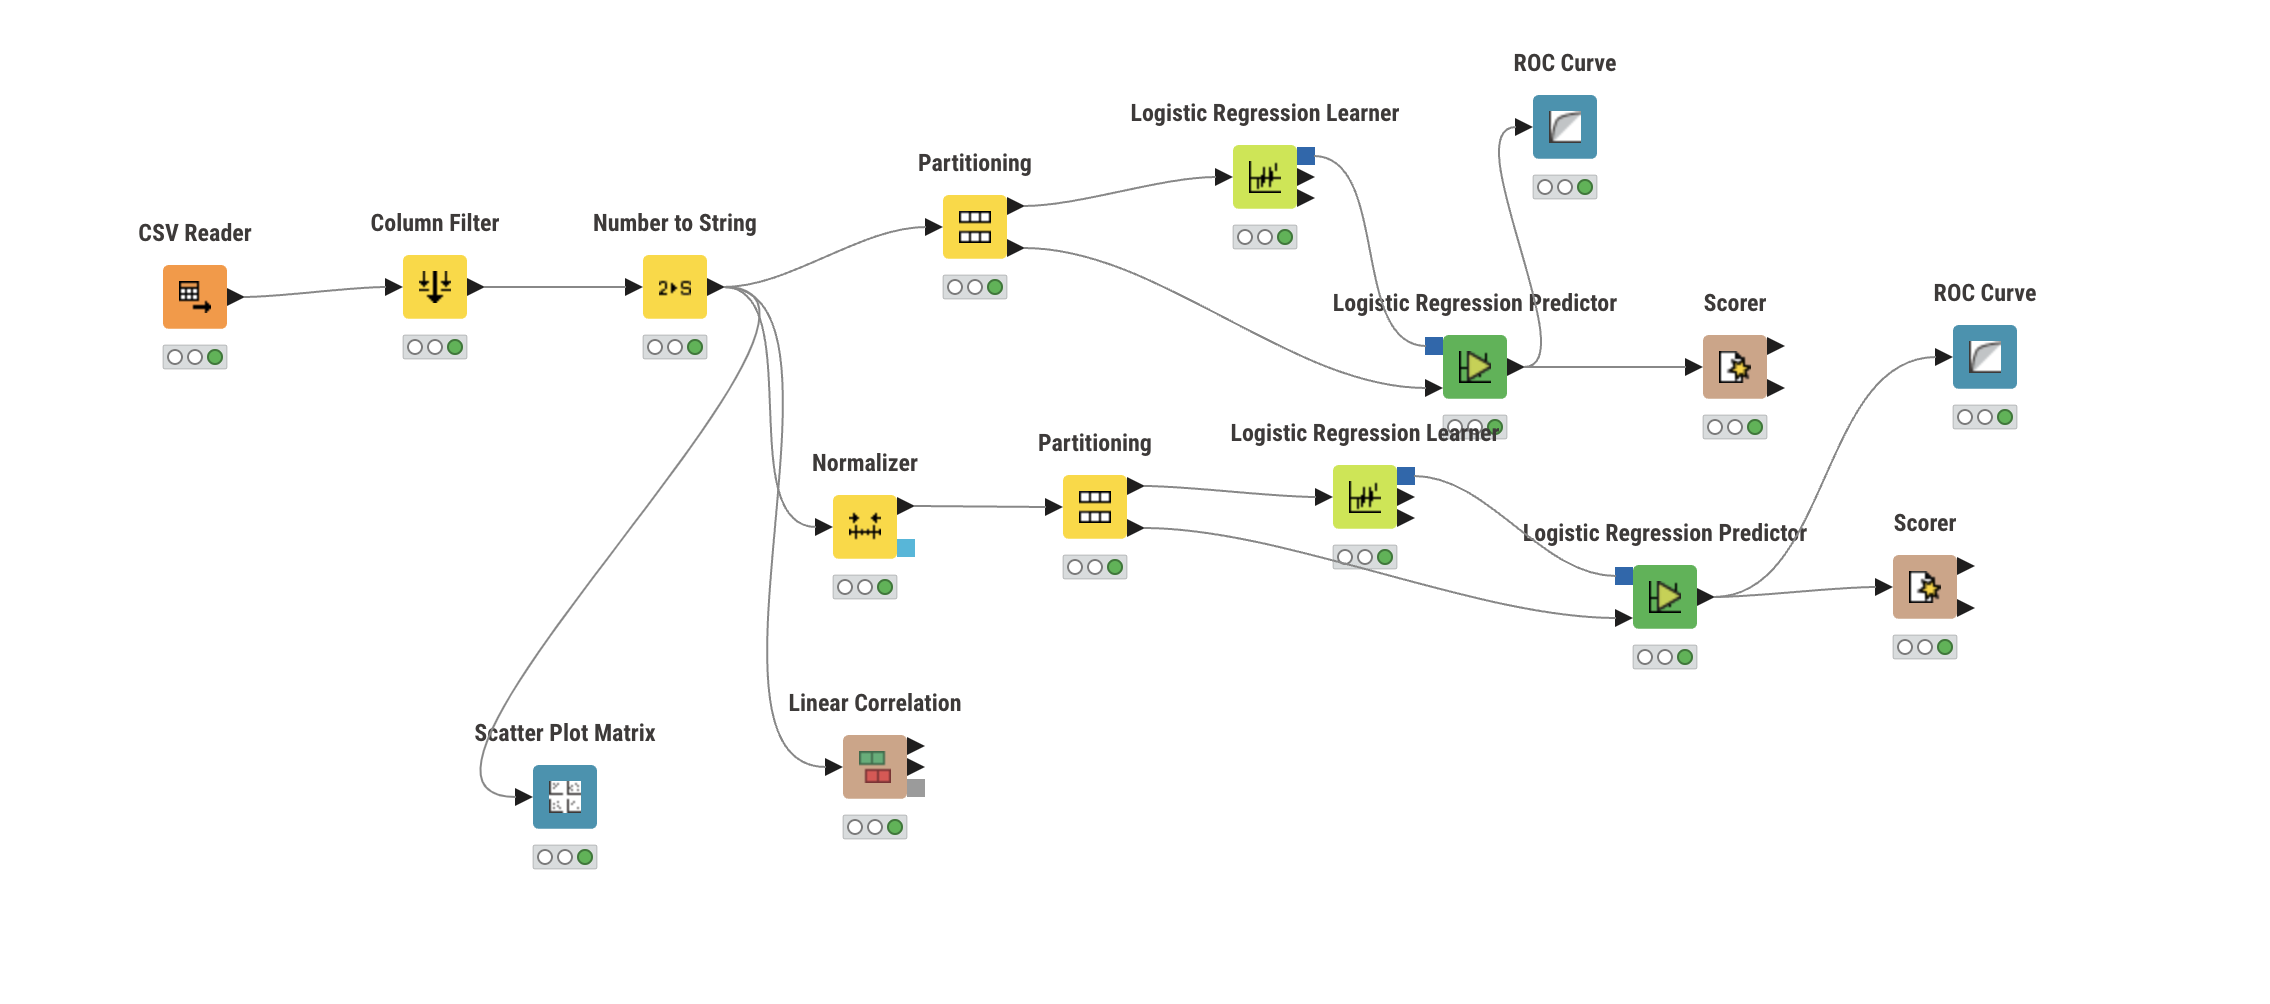 ROC Curve
Logistic Regression Learner
Partitioning
CSV Reader
Column Filter
Number to String
2▸S
Logistic Regression Predictor
Scorer
ROC Curve
Normalizer
Partitioning
Logistic Regression Learner
Logistic Regression Predictor
Scorer
Scatter Plot Matrix
Linear Correlation